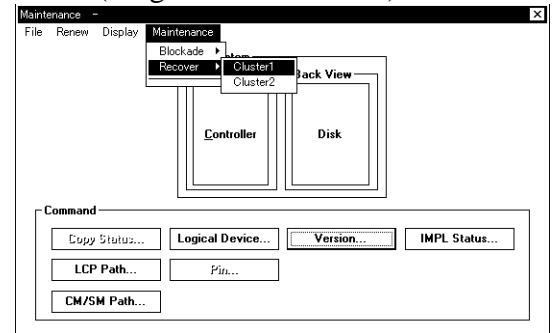 Maintenance -
File Renew Display Maintenance
Blockade
Recover
Cluster1
Cluster2
Back View
Controller
Disk
Command
Copy Status...
Logical Device...
Version...
IMPL Status...
LCP Path...
Pin...
CM/SM Path...